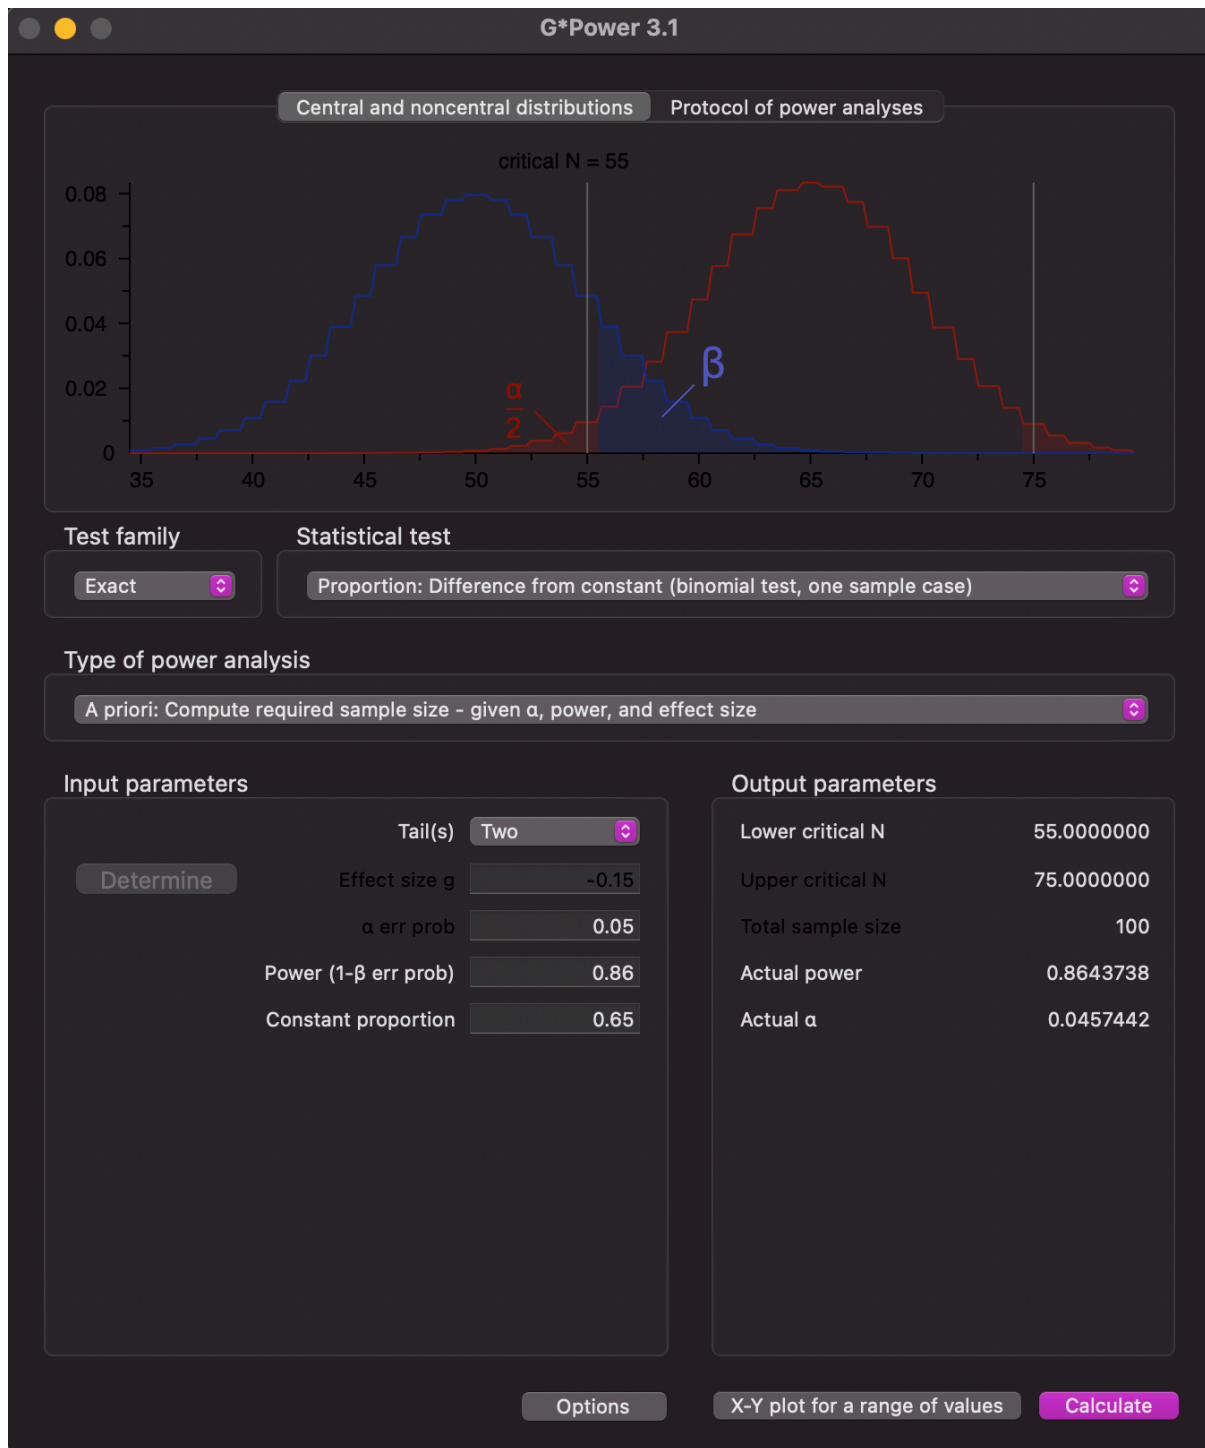 G*Power 3.1
Central and noncentral distributions Protocol of power analyses
critical N = 55
0.08
0.06
0.04
0.02
0
β
α
2
35 40 45 50 55 60 65 70 75
Test family Statistical test
Exact Proportion: Difference from constant (binomial test, one sample case)
Type of power analysis
A priori: Compute required sample size - given α, power, and effect size
Input parameters
Tail(s) Two
Determine Effect size g -0.15
α err prob 0.05
Power (1-β err prob) 0.86
Constant proportion 0.65
Output parameters
Lower critical N 55.0000000
Upper critical N 75.0000000
Total sample size 100
Actual power 0.8643738
Actual α 0.0457442
Options X-Y plot for a range of values Calculate